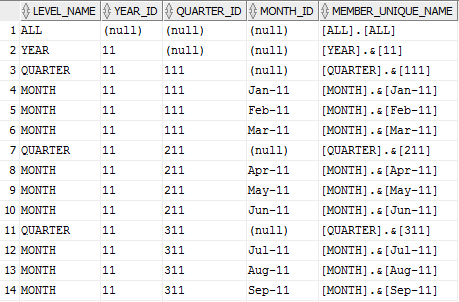 LEVEL_NAME YEAR_ID QUARTER_ID MONTH_ID MEMBER_UNIQUE_NAME
1 ALL (null) (null) (null) [ALL].[ALL]
2 YEAR 11 (null) (null) [YEAR].&[11]
3 QUARTER 11 111 (null) [QUARTER].&[111]
4 MONTH 11 111 Jan-11 [MONTH].&[Jan-11]
5 MONTH 11 111 Feb-11 [MONTH].&[Feb-11]
6 MONTH 11 111 Mar-11 [MONTH].&[Mar-11]
7 QUARTER 11 211 (null) [QUARTER].&[211]
8 MONTH 11 211 Apr-11 [MONTH].&[Apr-11]
9 MONTH 11 211 May-11 [MONTH].&[May-11]
10 MONTH 11 211 Jun-11 [MONTH].&[Jun-11]
11 QUARTER 11 311 (null) [QUARTER].&[311]
12 MONTH 11 311 Jul-11 [MONTH].&[Jul-11]
13 MONTH 11 311 Aug-11 [MONTH].&[Aug-11]
14 MONTH 11 311 Sep-11 [MONTH].&[Sep-11]